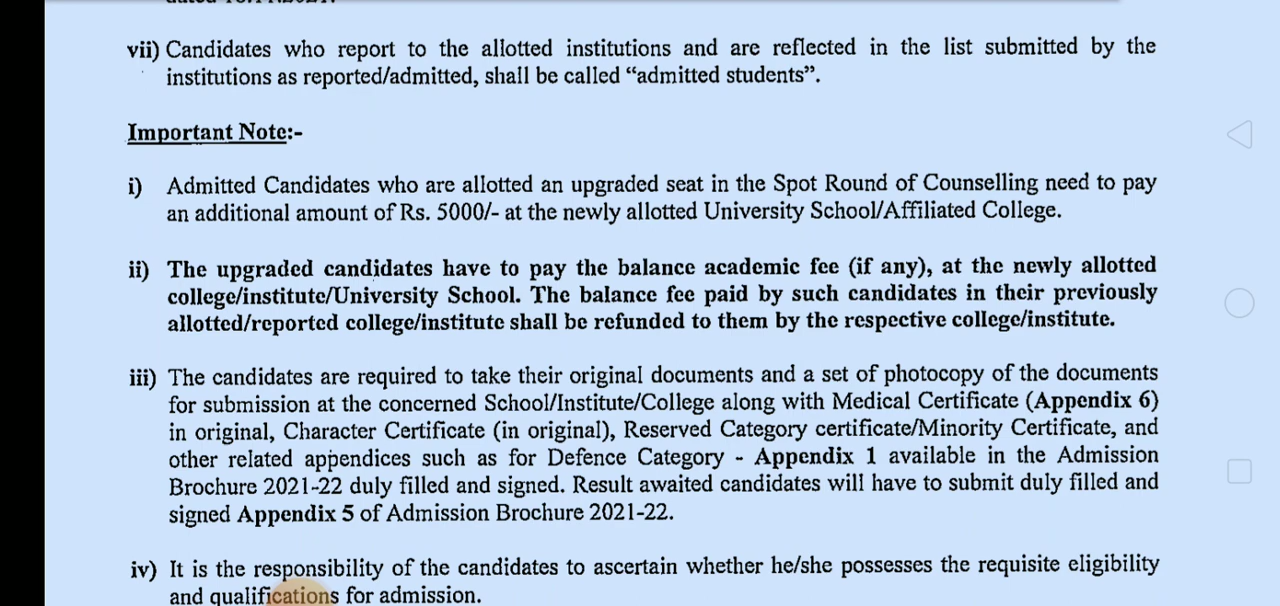 vii) Candidates who report to the allotted institutions and are reflected in the list submitted by the
institutions as reported/admitted, shall be called “admitted students”.
Important Note:-
i) Admitted Candidates who are allotted an upgraded seat in the Spot Round of Counselling need to pay
an additional amount of Rs. 5000/- at the newly allotted University School/Affiliated College.
ii) The upgraded candidates have to pay the balance academic fee (if any), at the newly allotted
college/institute/University School. The balance fee paid by such candidates in their previously
allotted/reported college/institute shall be refunded to them by the respective college/institute.
iii) The candidates are required to take their original documents and a set of photocopy of the documents
for submission at the concerned School/Institute/College along with Medical Certificate (Appendix 6)
in original, Character Certificate (in original), Reserved Category certificate/Minority Certificate, and
other related appendices such as for Defence Category - Appendix 1 available in the Admission
Brochure 2021-22 duly filled and signed. Result awaited candidates will have to submit duly filled and
signed Appendix 5 of Admission Brochure 2021-22.
iv) It is the responsibility of the candidates to ascertain whether he/she possesses the requisite eligibility
and qualifications for admission.